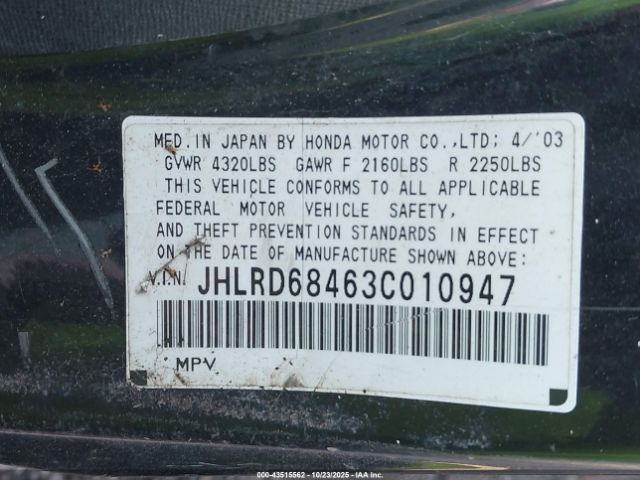 MFD. IN JAPAN BY HONDA MOTOR CO.,LTD; 4/'03
GVWR 4320LBS GAWR F 2160LBS R 2250LBS
THIS VEHICLE CONFORMS TO ALL APPLICABLE
FEDERAL MOTOR VEHICLE SAFETY,
AND THEFT PREVENTION STANDARDS IN EFFECT
ON THE DATE OF MANUFACTURE SHOWN ABOVE:
V.I.N. JHLRD68463C010947
MPV
000-43515562 - 10/23/2025 - IAA Inc.